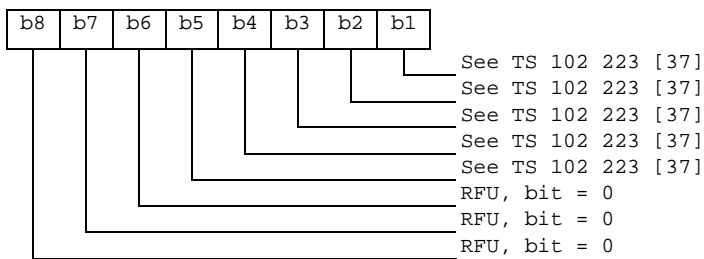 b8 b7 b6 b5 b4 b3 b2 b1
See TS 102 223 [37]
See TS 102 223 [37]
See TS 102 223 [37]
See TS 102 223 [37]
See TS 102 223 [37]
RFU, bit = 0
RFU, bit = 0
RFU, bit = 0